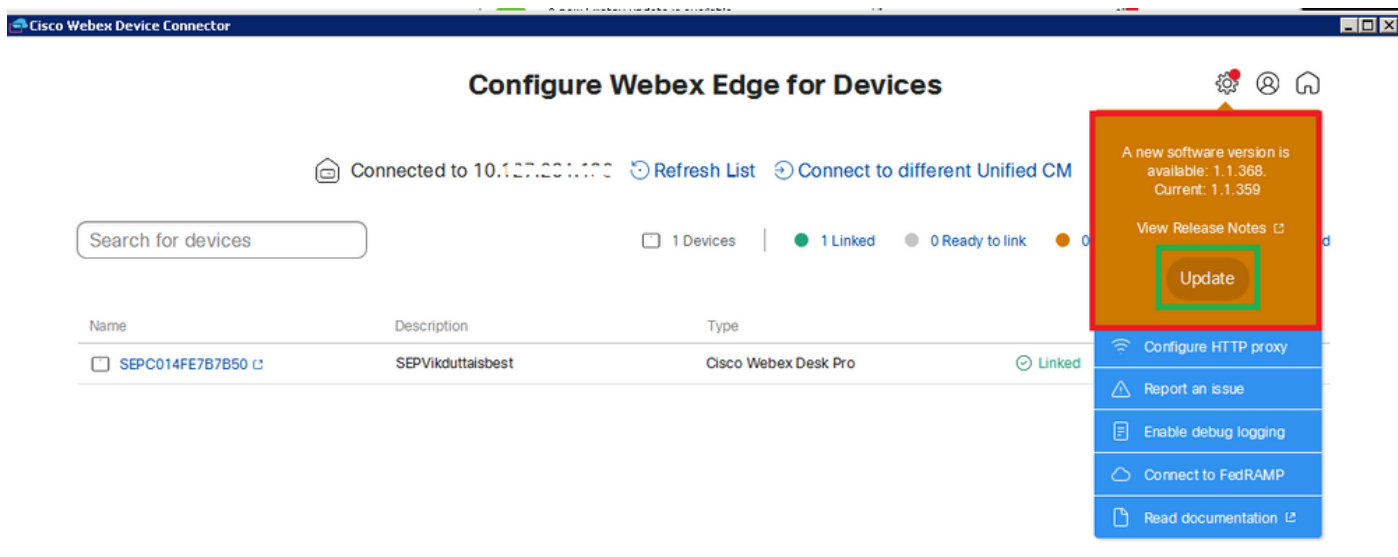 Cisco Webex Device Connector
Configure Webex Edge for Devices
Connected to 10. Refresh List Connect to different Unified CM
Search for devices
1 Devices 1 Linked 0 Ready to link 0
A new software version is
available: 1.1.368.
Current: 1.1.359
View Release Notes
Update
Name Description Type
SEPC014FE7B7B50 SEPVikduttaisbest Cisco Webex Desk Pro Linked
Configure HTTP proxy
Report an issue
Enable debug logging
Connect to FedRAMP
Read documentation